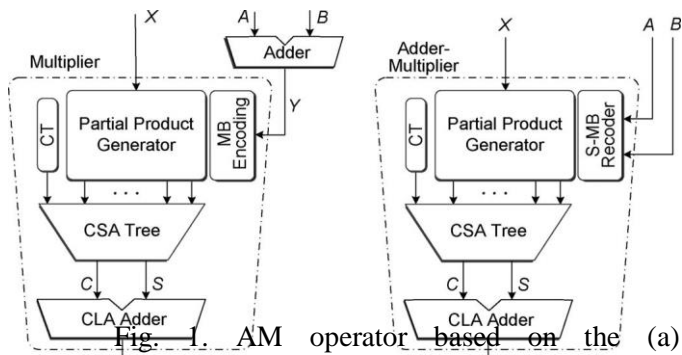 X
A
B
Adder
Multiplier
Y
CT
Partial Product
Generator
MB
Encoding
. . .
CSA Tree
C
S
CLA Adder
X
A
B
Adder-
Multiplier
CT
Partial Product
Generator
S-MB
Recoder
. . .
CSA Tree
C
S
CLA Adder
Fig. 1. AM operator based on the (a)